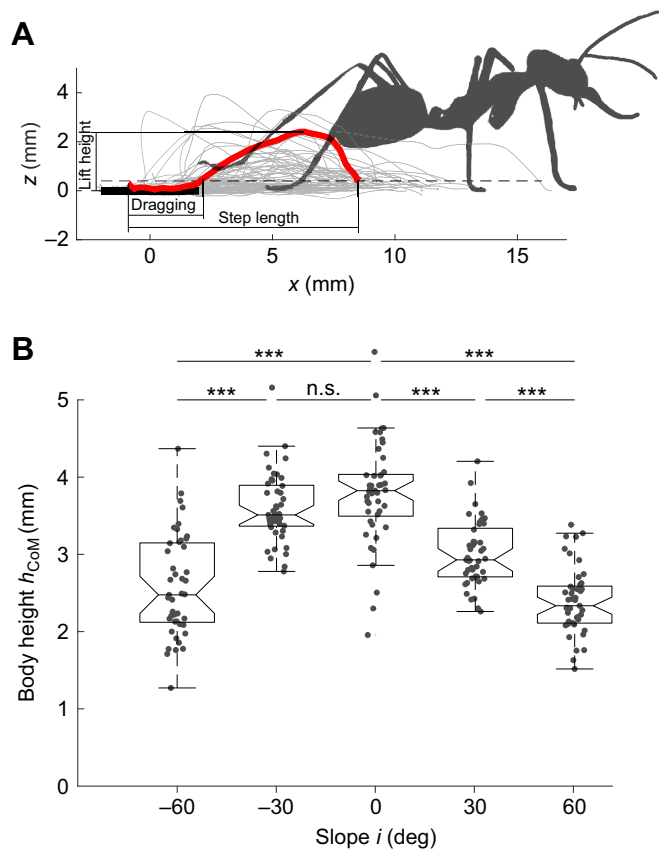 A
4
2
0
–2
z (mm)
Lift height
Dragging
Step length
0
5
10
15
x (mm)
B
***
***
***
n.s.
***
***
5
4
3
2
1
0
Body height hCoM (mm)
–60
–30
0
30
60
Slope i (deg)